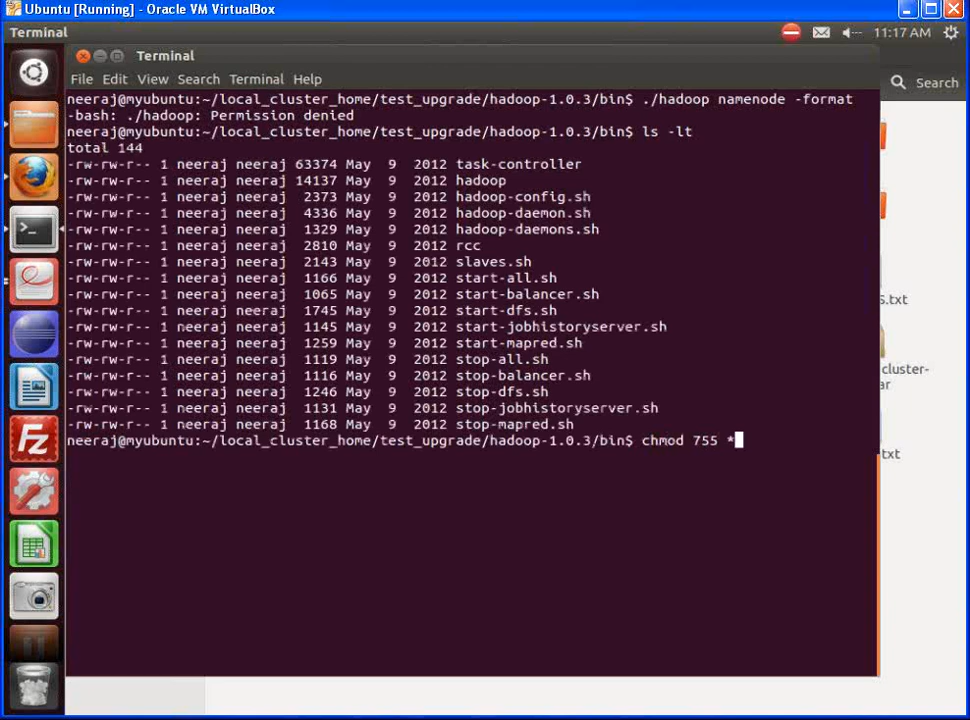 Ubuntu [Running] - Oracle VM VirtualBox
Terminal
11:17 AM
Terminal
File Edit View Search Terminal Help
Search
neeraj@myubuntu:~/local_cluster_home/test_upgrade/hadoop-1.0.3/bin$ ./hadoop namenode -format
-bash: ./hadoop: Permission denied
neeraj@myubuntu:~/local_cluster_home/test_upgrade/hadoop-1.0.3/bin$ ls -lt
total 144
-rw-rw-r-- 1 neeraj neeraj 63374 May  9  2012 task-controller
-rw-rw-r-- 1 neeraj neeraj 14137 May  9  2012 hadoop
-rw-rw-r-- 1 neeraj neeraj  2373 May  9  2012 hadoop-config.sh
-rw-rw-r-- 1 neeraj neeraj  4336 May  9  2012 hadoop-daemon.sh
-rw-rw-r-- 1 neeraj neeraj  1329 May  9  2012 hadoop-daemons.sh
-rw-rw-r-- 1 neeraj neeraj  2810 May  9  2012 rcc
-rw-rw-r-- 1 neeraj neeraj  2143 May  9  2012 slaves.sh
-rw-rw-r-- 1 neeraj neeraj  1166 May  9  2012 start-all.sh
-rw-rw-r-- 1 neeraj neeraj  1065 May  9  2012 start-balancer.sh
-rw-rw-r-- 1 neeraj neeraj  1745 May  9  2012 start-dfs.sh
-rw-rw-r-- 1 neeraj neeraj  1145 May  9  2012 start-jobhistoryserver.sh
-rw-rw-r-- 1 neeraj neeraj  1259 May  9  2012 start-mapred.sh
-rw-rw-r-- 1 neeraj neeraj  1119 May  9  2012 stop-all.sh
-rw-rw-r-- 1 neeraj neeraj  1116 May  9  2012 stop-balancer.sh
-rw-rw-r-- 1 neeraj neeraj  1246 May  9  2012 stop-dfs.sh
-rw-rw-r-- 1 neeraj neeraj  1131 May  9  2012 stop-jobhistoryserver.sh
-rw-rw-r-- 1 neeraj neeraj  1168 May  9  2012 stop-mapred.sh
neeraj@myubuntu:~/local_cluster_home/test_upgrade/hadoop-1.0.3/bin$ chmod 755 *
S.txt
cluster-
ar
txt
Fz